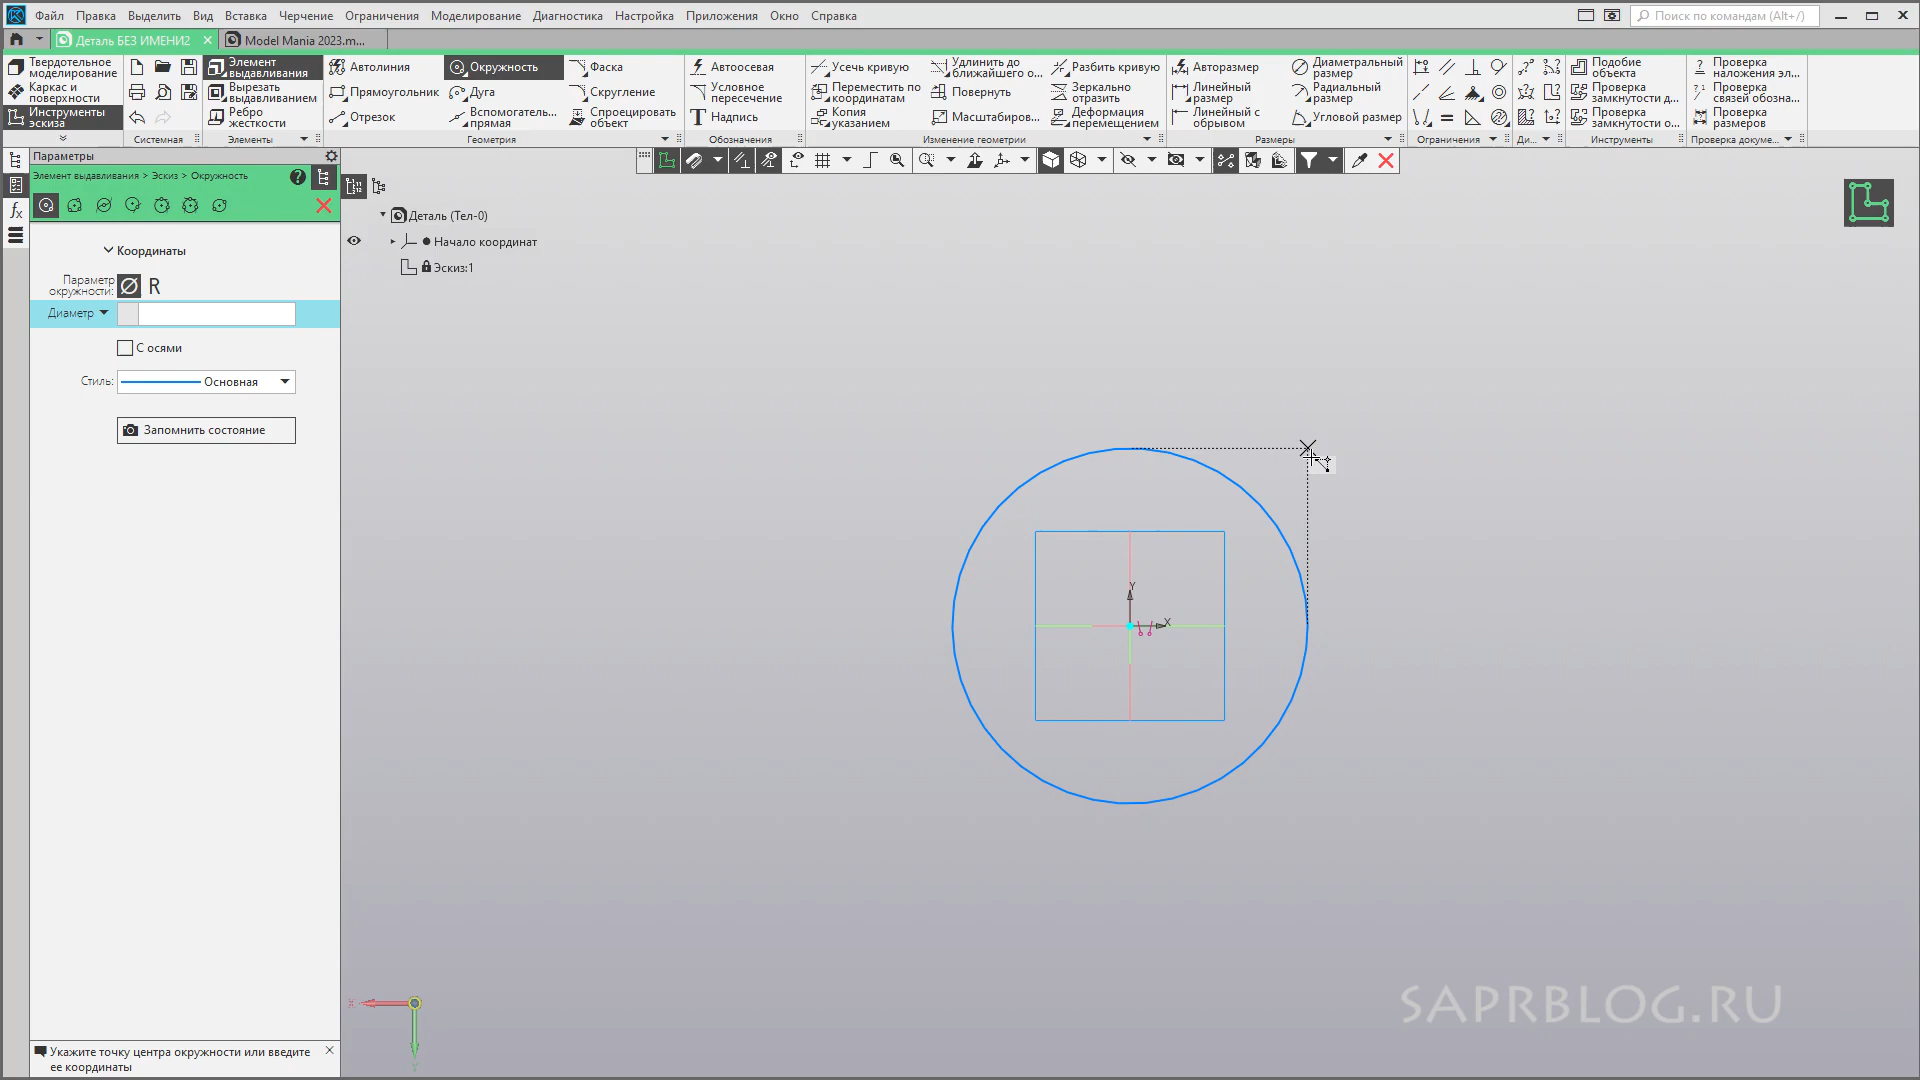 Файл Правка Выделить Вид Вставка Черчение Ограничения Моделирование Диагностика Настройка Приложения Окно Справка
Поиск по командам (Alt+/)
Деталь БЕЗ ИМЕНИ2
Model Mania 2023.m...
Твердотельное моделирование
Каркас и поверхности
Инструменты эскиза
Системная
Элемент выдавливания
Вырезать выдавливанием
Ребро жесткости
Элементы
Автолиния
Прямоугольник
Отрезок
Окружность
Дуга
Вспомогатель... прямая
Фаска
Скругление
Спроецировать объект
Геометрия
Автоосевая
Условное пересечение
Надпись
Обозначения
Усечь кривую
Переместить по координатам
Копия указанием
Удлинить до ближайшего о...
Повернуть
Масштабиров...
Разбить кривую
Зеркально отразить
Деформация перемещением
Изменение геометрии
Авторазмер
Линейный размер
Линейный с обрывом
Диаметральный размер
Радиальный размер
Угловой размер
Размеры
Ограничения
Ди...
Подобие объекта
Проверка замкнутости д...
Проверка замкнутости о...
Инструменты
Проверка наложения эл...
Проверка связей обозна...
Проверка размеров
Проверка докуме...
Параметры
Элемент выдавливания > Эскиз > Окружность
Координаты
Параметр окружности:
R
Диаметр
С осями
Стиль:
Основная
Запомнить состояние
Деталь (Тел-0)
Начало координат
Эскиз:1
Y
X
SAPRBLOG.RU
Укажите точку центра окружности или введите
ее координаты